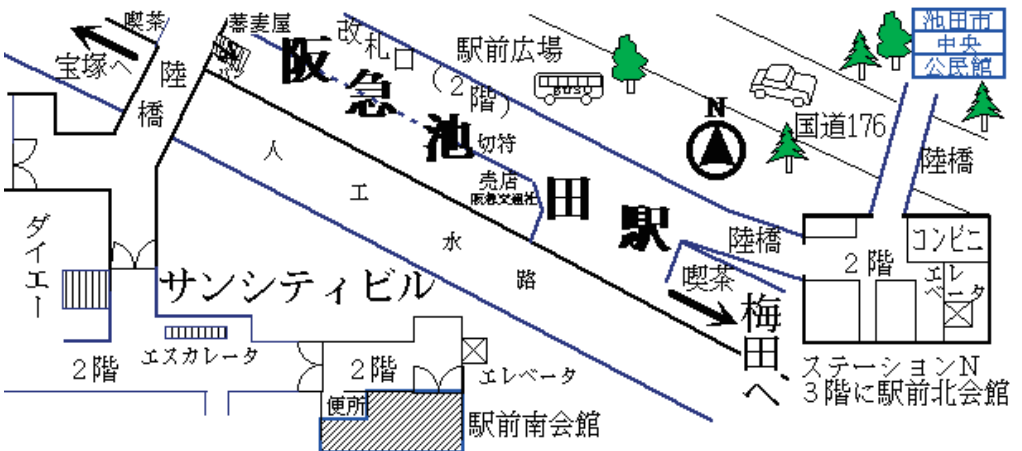 喫茶
宝塚へ
陸橋
蕎麦屋
阪急池田駅
改札口
(2階)
駅前広場
BUSU
池田市
中央
公民館
国道176
陸橋
N
切符
売店
阪急交通社
人工水路
陸橋
喫茶
梅田へ
コンビニ
2階
エレベータ
ステーションN
3階に駅前北会館
ダイエー
サンシティビル
エスカレータ
2階
2階
エレベータ
便所
駅前南会館